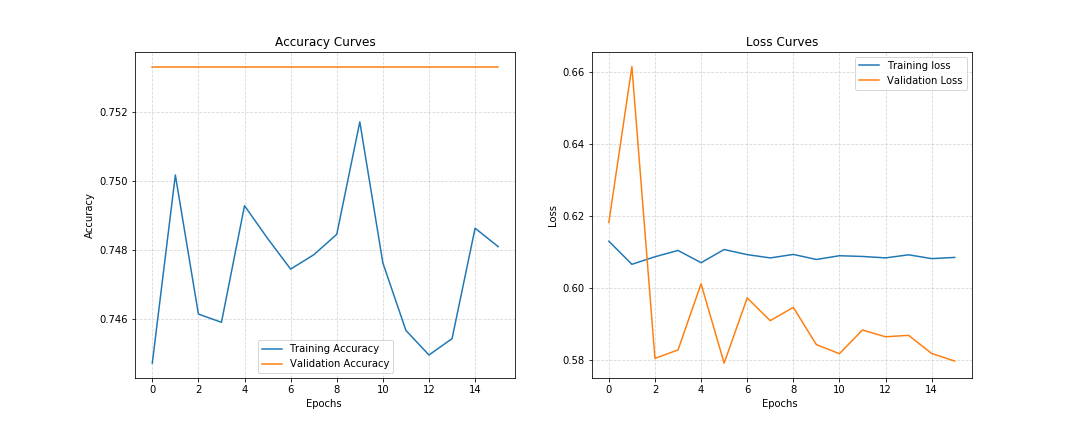 Accuracy Curves
Accuracy
0.752
0.750
0.748
0.746
Training Accuracy
Validation Accuracy
0 2 4 6 8 10 12 14
Epochs
Loss Curves
Loss
0.66
0.64
0.62
0.60
0.58
Training loss
Validation Loss
0 2 4 6 8 10 12 14
Epochs